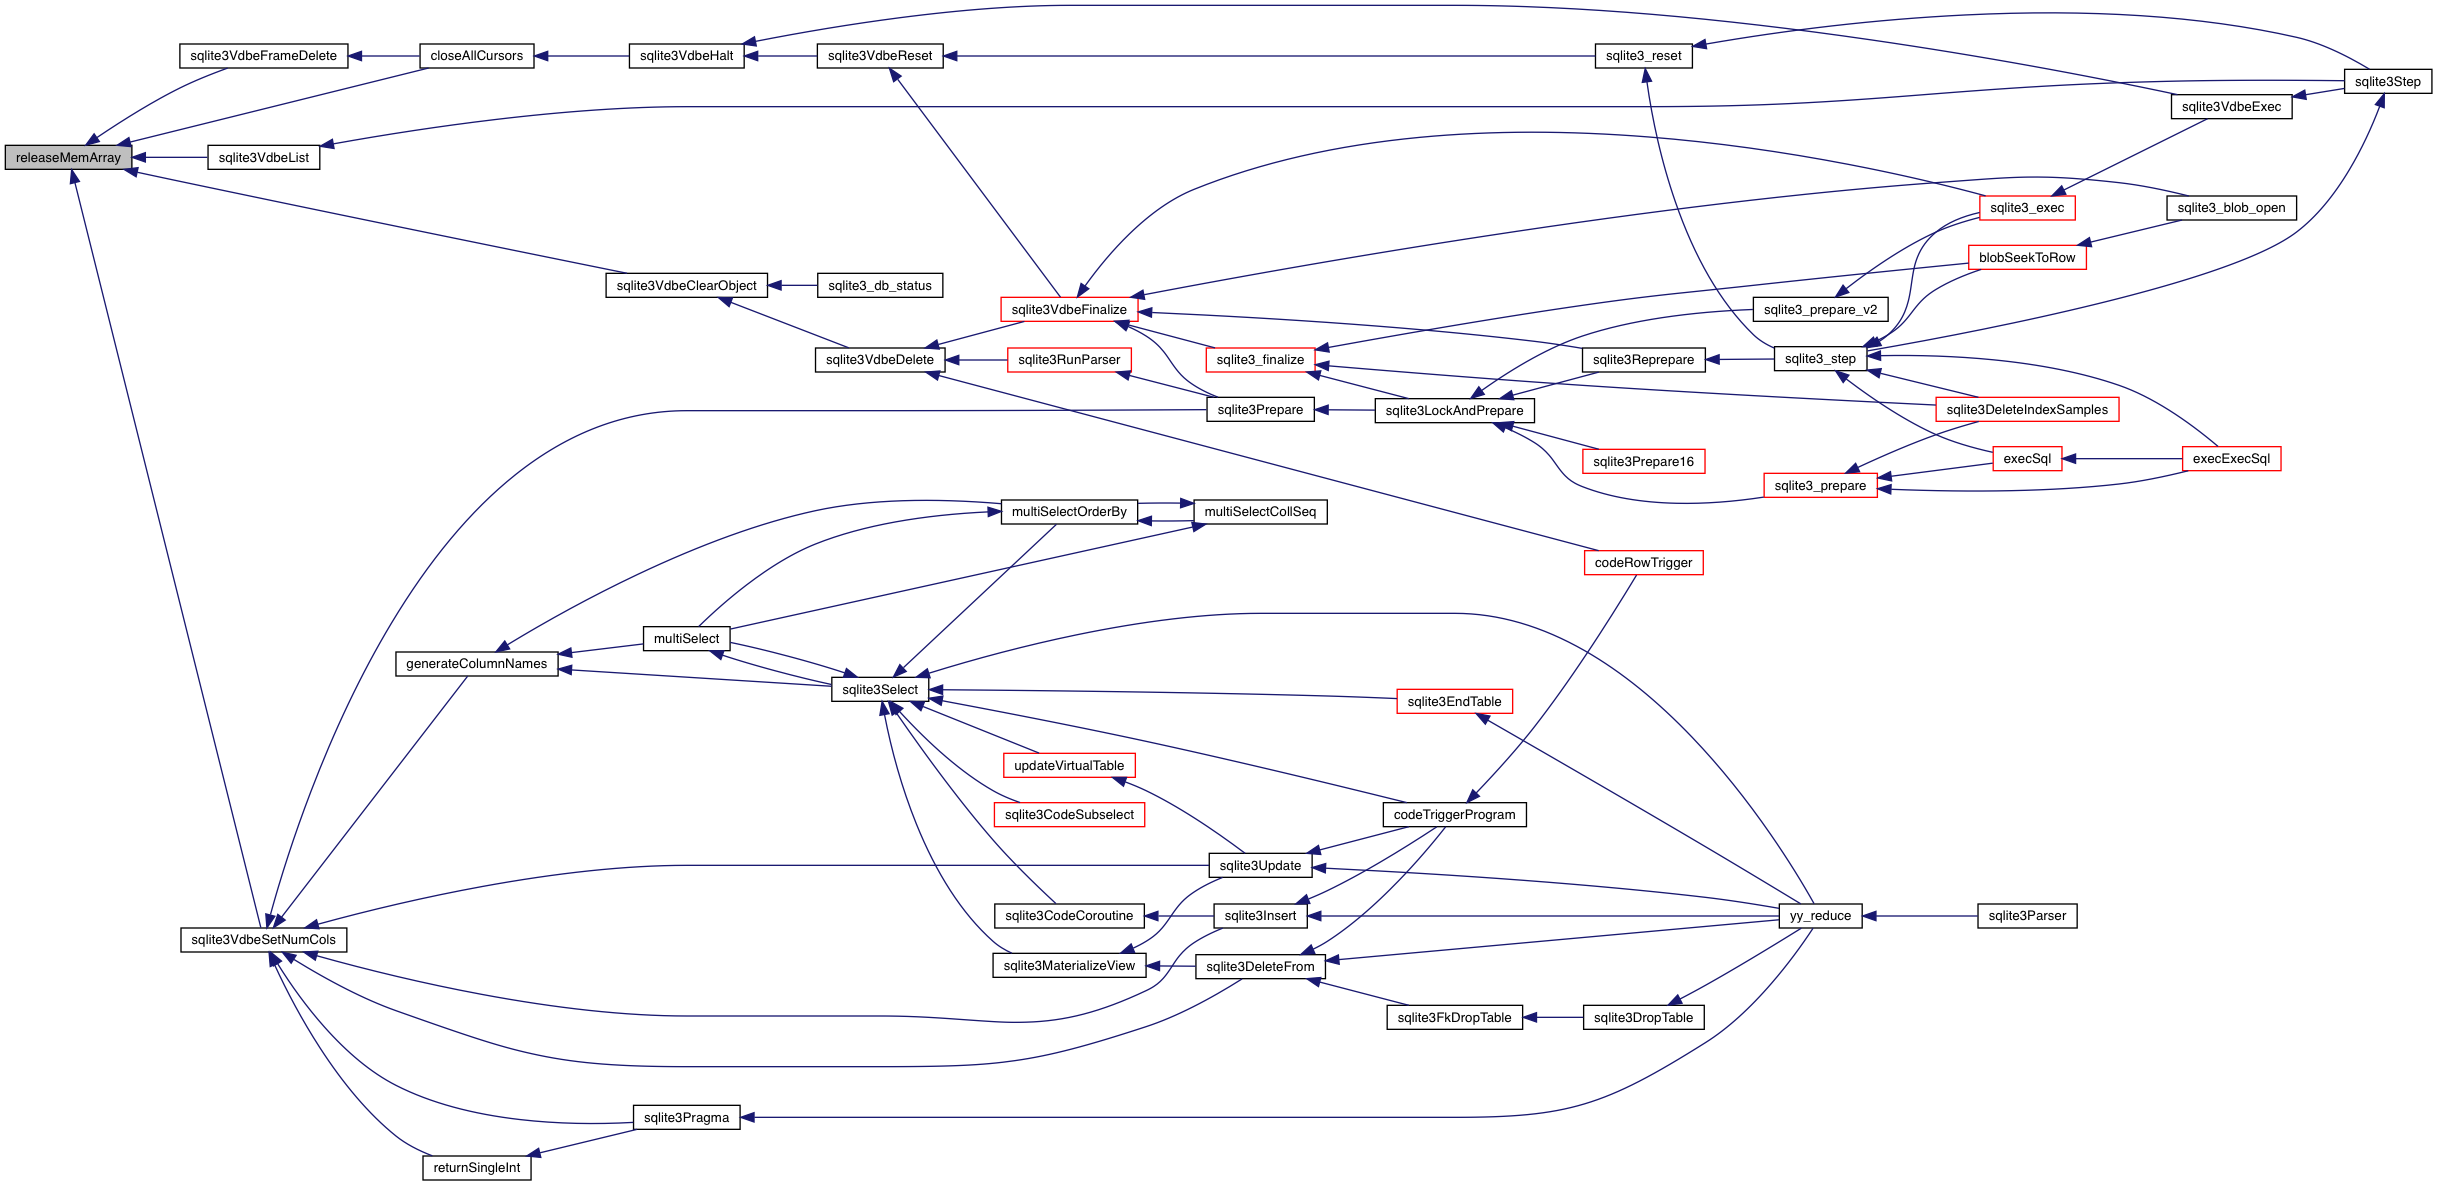 sqlite3VdbeFrameDelete
closeAllCursors
sqlite3VdbeHalt
sqlite3VdbeReset
sqlite3_reset
sqlite3Step
sqlite3VdbeExec
releaseMemArray
sqlite3VdbeList
sqlite3_exec
sqlite3_blob_open
blobSeekToRow
sqlite3VdbeClearObject
sqlite3_db_status
sqlite3VdbeFinalize
sqlite3_prepare_v2
sqlite3VdbeDelete
sqlite3RunParser
sqlite3_finalize
sqlite3Reprepare
sqlite3_step
sqlite3Prepare
sqlite3LockAndPrepare
sqlite3DeleteIndexSamples
sqlite3Prepare16
execSql
execExecSql
sqlite3_prepare
multiSelectOrderBy
multiSelectCollSeq
codeRowTrigger
multiSelect
generateColumnNames
sqlite3Select
sqlite3EndTable
updateVirtualTable
sqlite3CodeSubselect
codeTriggerProgram
sqlite3Update
sqlite3CodeCoroutine
sqlite3Insert
yy_reduce
sqlite3Parser
sqlite3VdbeSetNumCols
sqlite3MaterializeView
sqlite3DeleteFrom
sqlite3FkDropTable
sqlite3DropTable
sqlite3Pragma
returnSingleInt